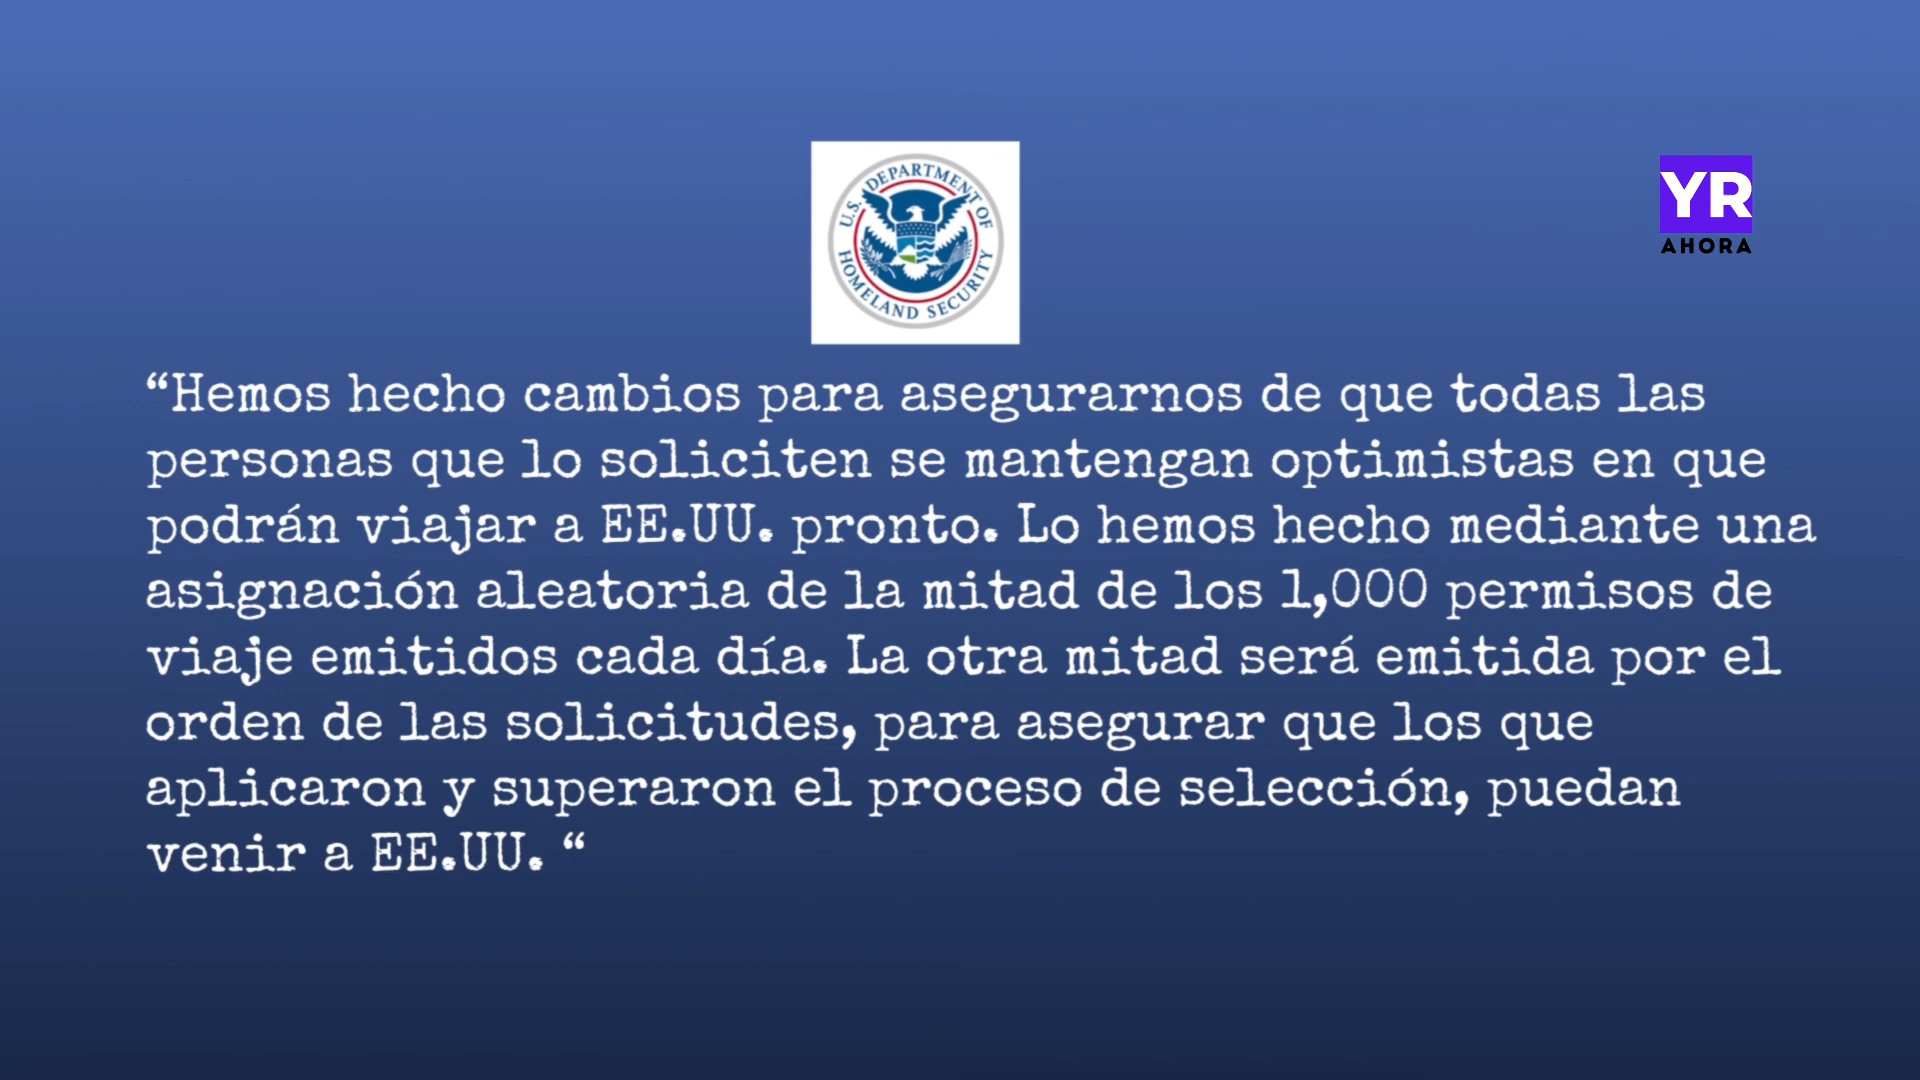 U.S. DEPARTMENT OF
HOMELAND SECURITY
YR
AHORA
“Hemos hecho cambios para asegurarnos de que todas las
personas que lo soliciten se mantengan optimistas en que
podrán viajar a EE.UU. pronto. Lo hemos hecho mediante una
asignación aleatoria de la mitad de los 1,000 permisos de
viaje emitidos cada día. La otra mitad será emitida por el
orden de las solicitudes, para asegurar que los que
aplicaron y superaron el proceso de selección, puedan
venir a EE.UU. “